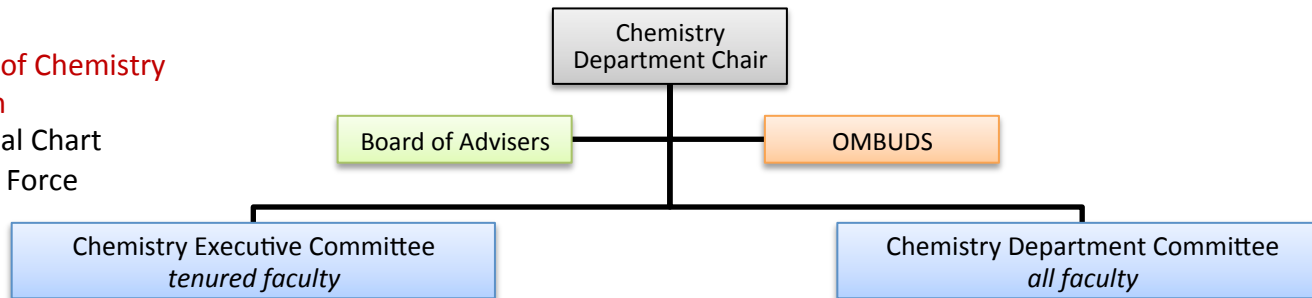 of Chemistry
al Chart
Force
Chemistry
Department Chair
Board of Advisers
OMBUDS
Chemistry Executive Committee
tenured faculty
Chemistry Department Committee
all faculty